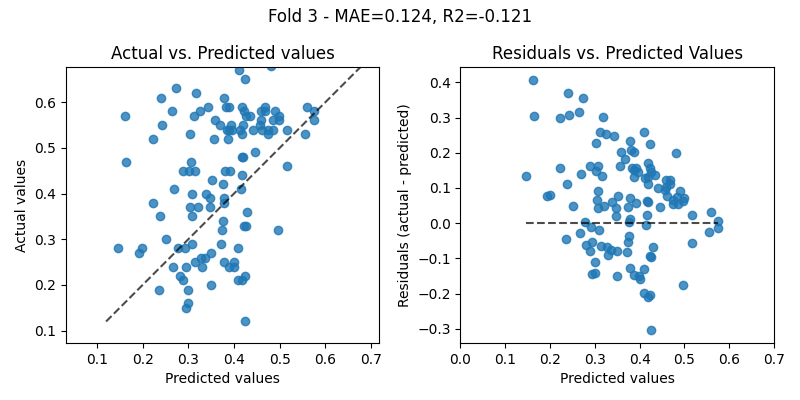 Fold 3 - MAE=0.124, R2=-0.121
Actual vs. Predicted values
Residuals vs. Predicted Values
Actual values
0.6
0.5
0.4
0.3
0.2
0.1
0.1 0.2 0.3 0.4 0.5 0.6 0.7
Predicted values
Residuals (actual - predicted)
0.4
0.3
0.2
0.1
0.0
−0.1
−0.2
−0.3
0.0 0.1 0.2 0.3 0.4 0.5 0.6 0.7
Predicted values